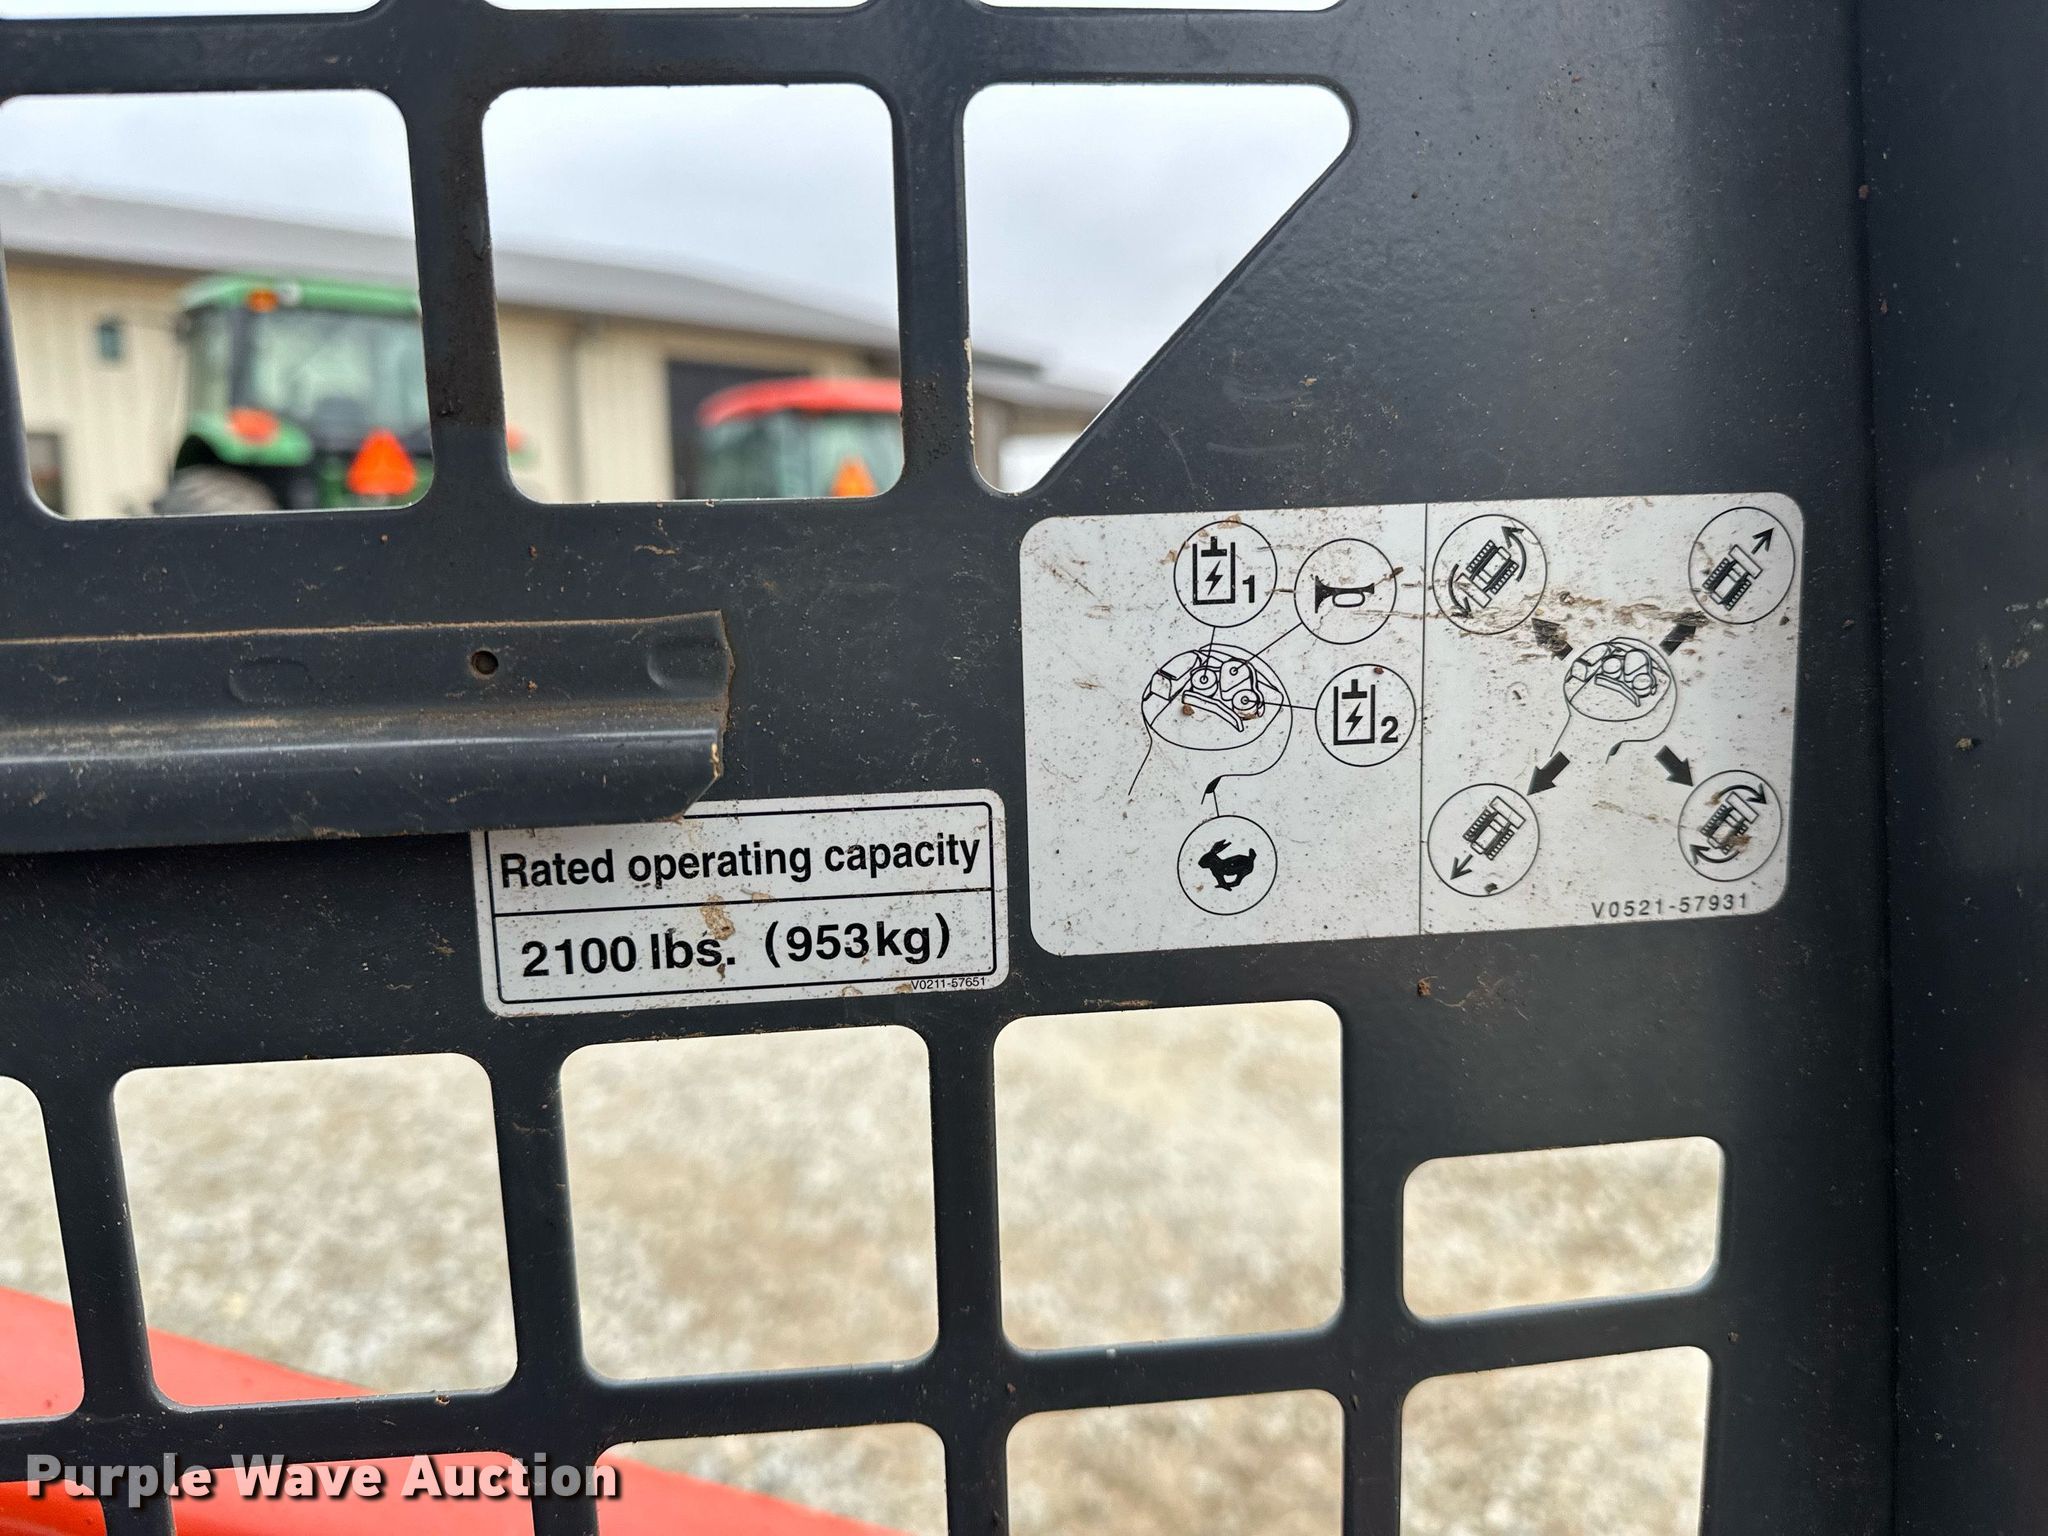 1
2
Rated operating capacity
2100 lbs. (953kg)
V0211-57651
V0521-57931
Purple Wave Auction